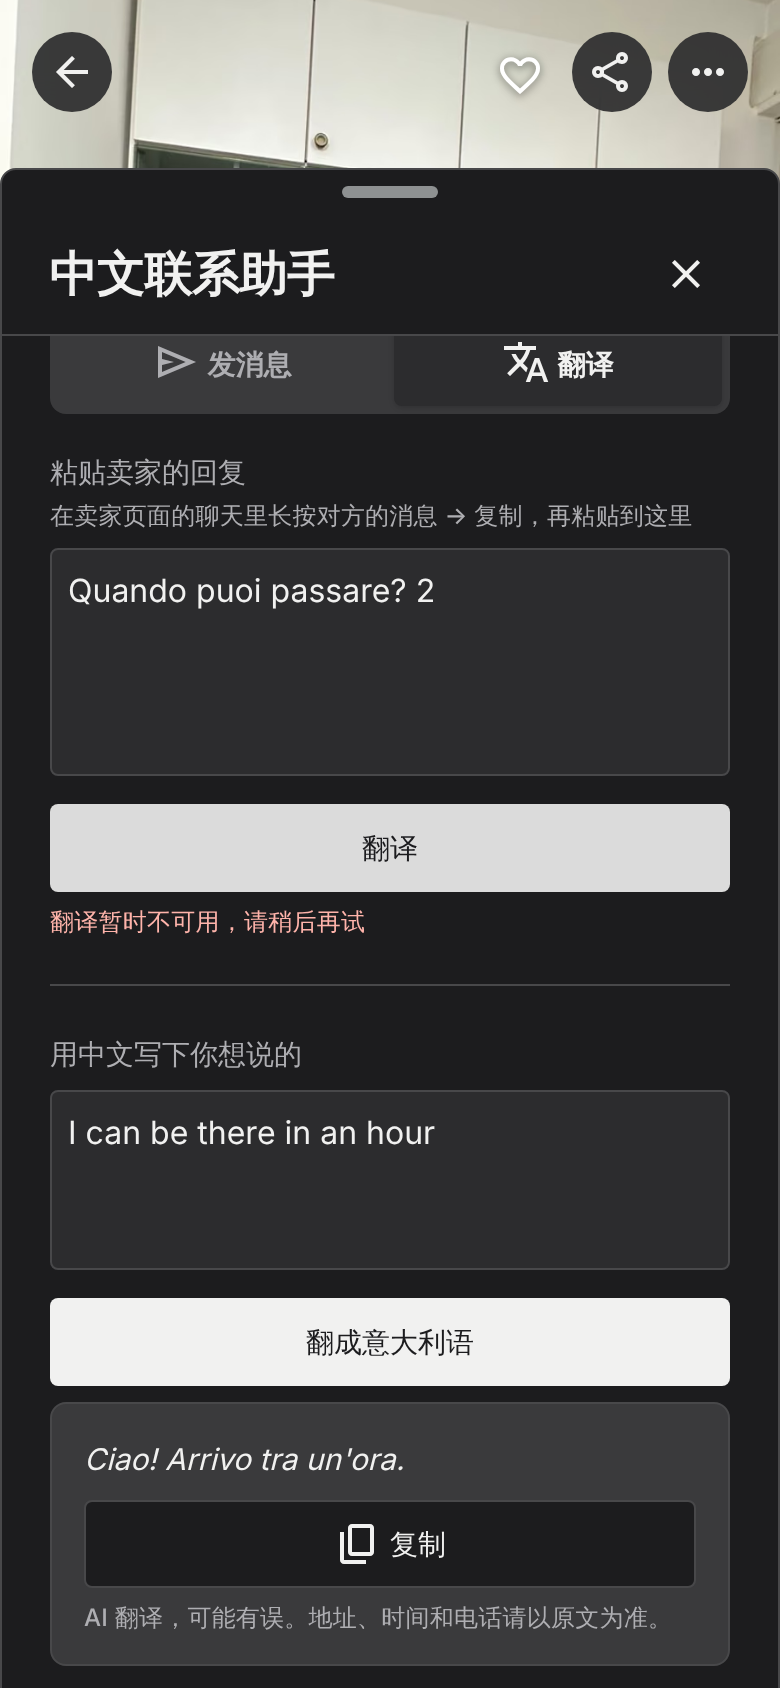 中文联系助手
发消息
翻译
粘贴卖家的回复
在卖家页面的聊天里长按对方的消息 → 复制，再粘贴到这里
Quando puoi passare? 2
翻译
翻译暂时不可用，请稍后再试
用中文写下你想说的
I can be there in an hour
翻成意大利语
Ciao! Arrivo tra un'ora.
复制
AI 翻译，可能有误。地址、时间和电话请以原文为准。